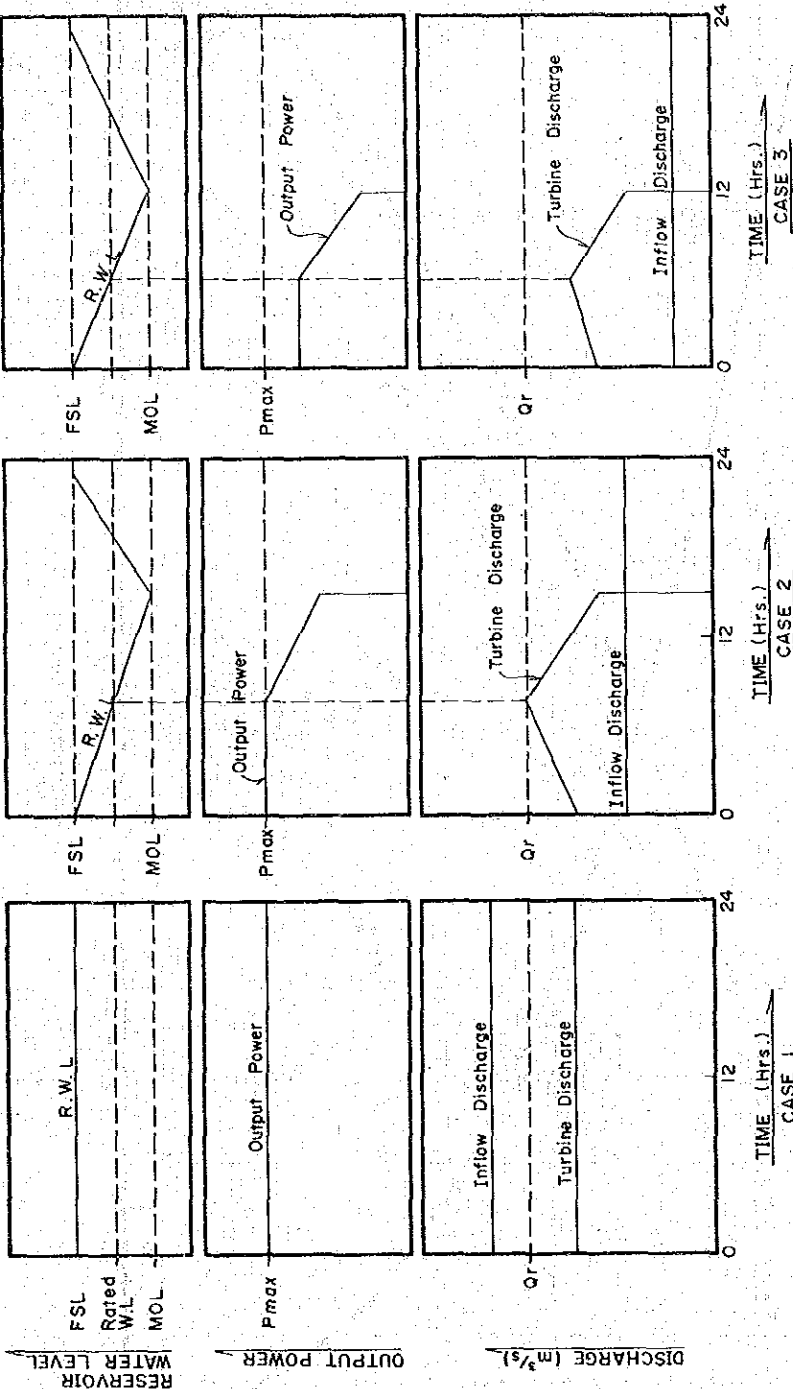 RESERVOIR
WATER LEVEL
FSL
Rated
W.L
MOL
R.W.L
FSL
MOL
R.W.L
FSL
MOL
R.W.L
OUTPUT POWER
Pmax
Output Power
Pmax
Output Power
Pmax
Output Power
DISCHARGE (m³/s)
Qr
Inflow Discharge
Turbine Discharge
Qr
Turbine Discharge
Inflow Discharge
Qr
Turbine Discharge
Inflow Discharge
0 12 24
0 12 24
0 12 24
TIME (Hrs.)
CASE 1
TIME (Hrs.)
CASE 2
TIME (Hrs.)
CASE 3